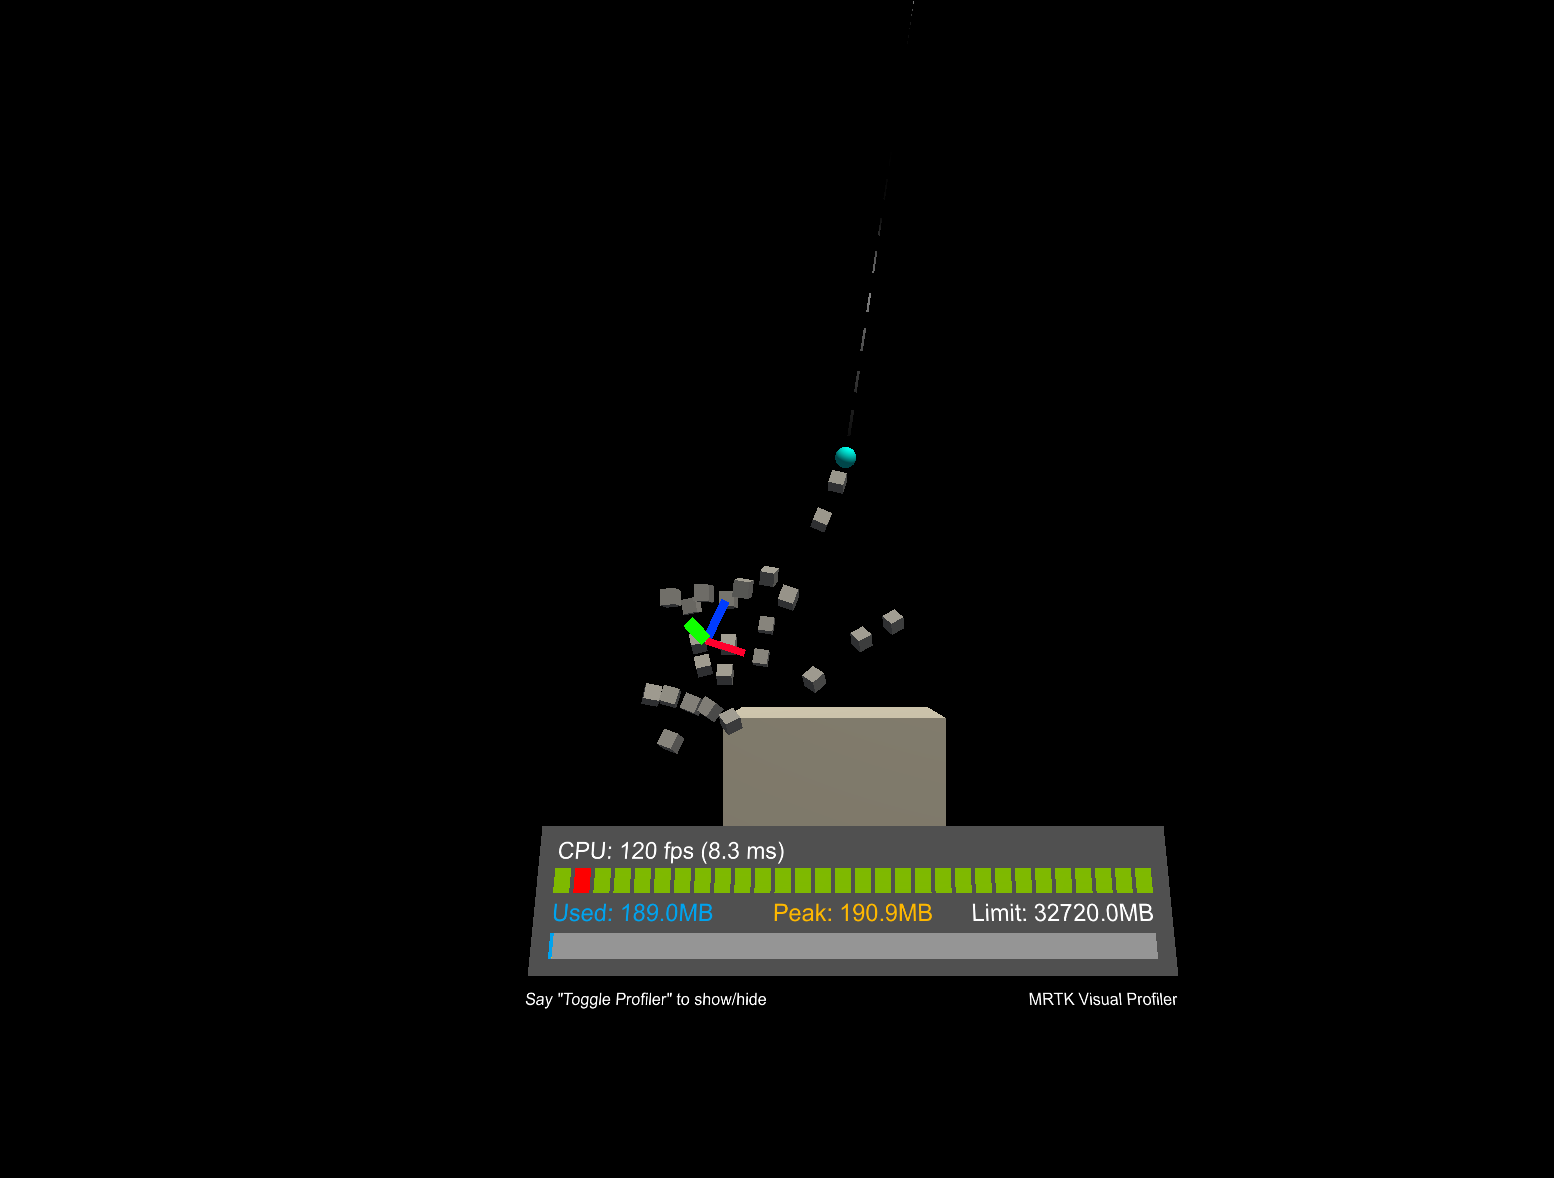 CPU: 120 fps (8.3 ms)
Used: 189.0MB Peak: 190.9MB Limit: 32720.0MB
Say "Toggle Profiler" to show/hide MRTK Visual Profiler